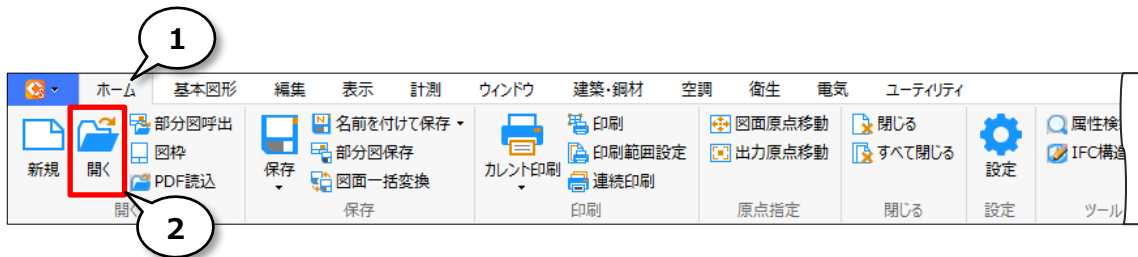 1
ホーム 基本図形 編集 表示 計測 ウィンドウ 建築・鋼材 空調 衛生 電気 ユーティリティ
部分図呼出 名前を付けて保存 印刷 図面原点移動 閉じる 属性検
新規 開く 図枠 保存 部分図保存 カレント印刷 印刷範囲設定 出力原点移動 すべて閉じる 設定 IFC構造
PDF読込 図面一括変換 連続印刷
開く 保存 印刷 原点指定 閉じる 設定 ツール
2